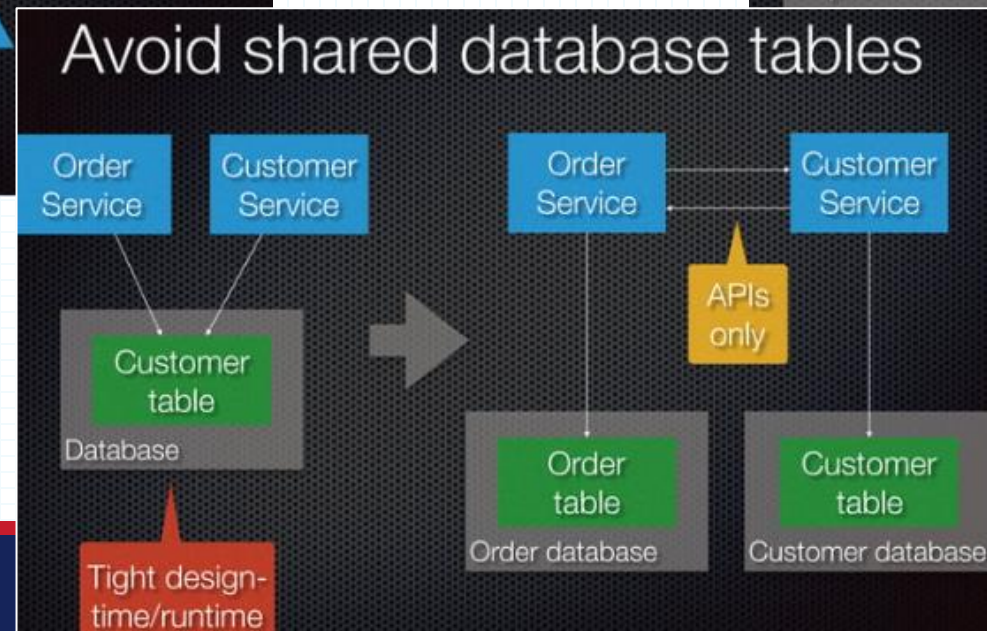 Avoid shared database tables
Order
Service
Customer
Service
Customer
table
Database
Tight design-
time/runtime
Order
Service
Customer
Service
APIs
only
Order
table
Order database
Customer
table
Customer database